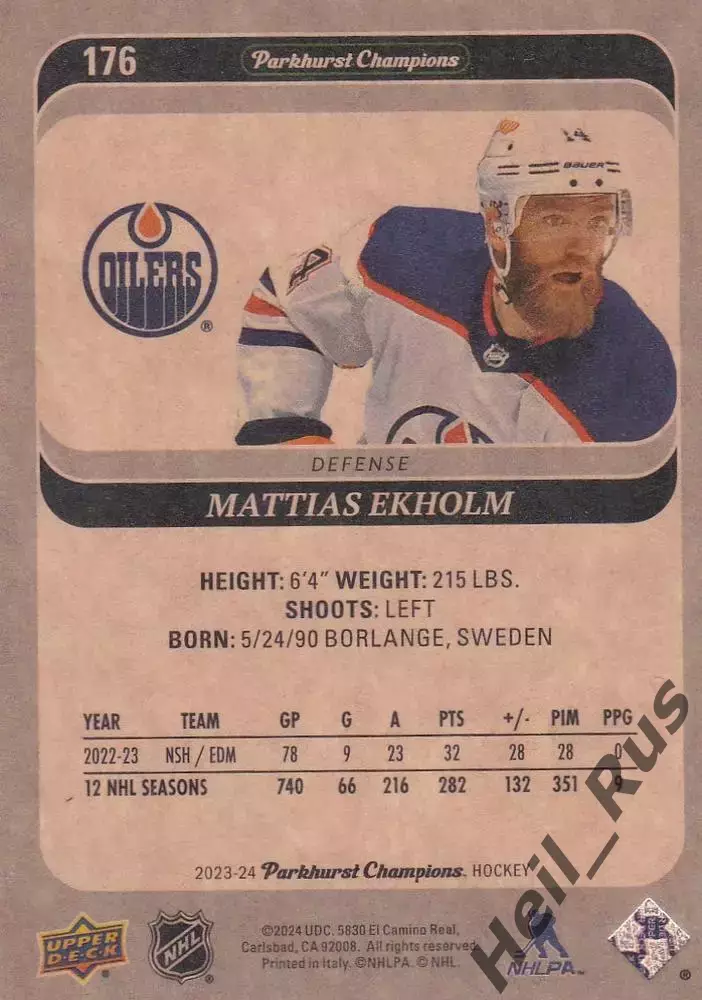 176
Parkhurst Champions
14
BAUER
OILERS
®
4
DEFENSE
MATTIAS EKHOLM
HEIGHT: 6'4" WEIGHT: 215 LBS.
SHOOTS: LEFT
BORN: 5/24/90 BORLANGE, SWEDEN
YEAR TEAM GP G A PTS +/- PIM PPG
2022-23 NSH / EDM 78 9 23 32 28 28 0
12 NHL SEASONS 740 66 216 282 132 351 9
2023-24 Parkhurst Champions HOCKEY
UPPER DECK
NHL
©2024 UDC. 5830 El Camino Real,
Carlsbad, CA 92008. All rights reserved.
Printed in Italy. ©NHLPA. © NHL.
NHLPA
®
Heil_Rus